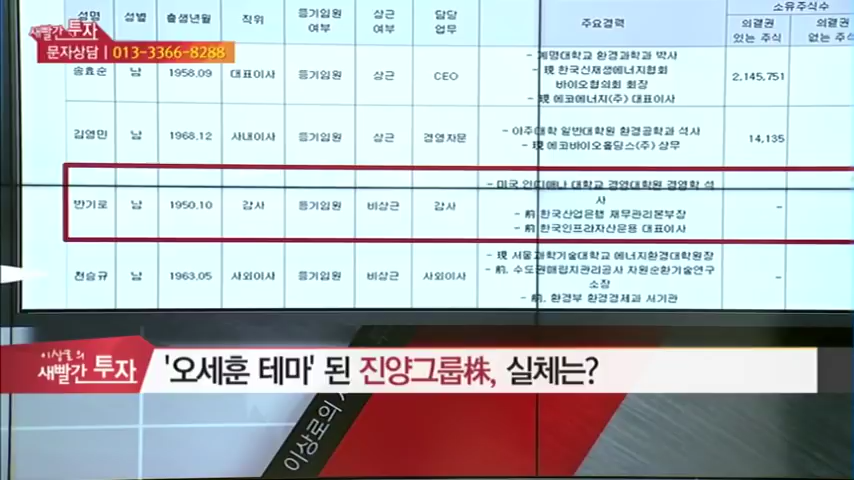 새빨간 투자
문자상담 | 013-3366-8288
성명 성별 출생년월 직위 등기임원 여부 상근 여부 담당 업무 주요경력 소유주식수
의결권 있는 주식 의결권 없는 주식
송효순 남 1958.09 대표이사 등기임원 상근 CEO
- 계명대학교 환경과학과 박사
- 現 한국신재생에너지협회
바이오협의회 회장
- 現 에코에너지(주) 대표이사
2,145,751
김영민 남 1968.12 사내이사 등기임원 상근 경영자문
- 아주대학 일반대학원 환경공학과 석사
- 現 에코바이오홀딩스(주) 상무
14,135
반기로 남 1950.10 감사 등기임원 비상근 감사
- 미국 인디애나 대학교 경영대학원 경영학 석
사
- 前 한국산업은행 재무관리본부장
- 前 한국인프라자산운용 대표이사
-
천승규 남 1963.05 사외이사 등기임원 비상근 사외이사
- 現 서울과학기술대학교 에너지환경대학원장
- 前. 수도권매립지관리공사 자원순환기술연구
소장
- 前. 환경부 환경경제과 서기관
-
이상로의
새빨간 투자
'오세훈 테마' 된 진양그룹株, 실체는?
이상로의